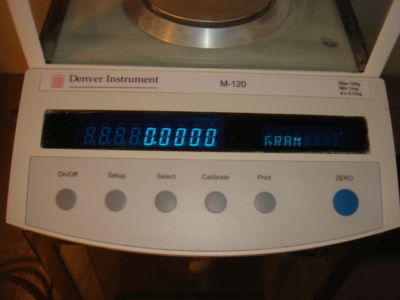 Denver Instrument M-120
Max 120g
Min 1mg
d = 0.1mg
0.0000 GRAM
On/Off Setup Select Calibrate Print ZERO